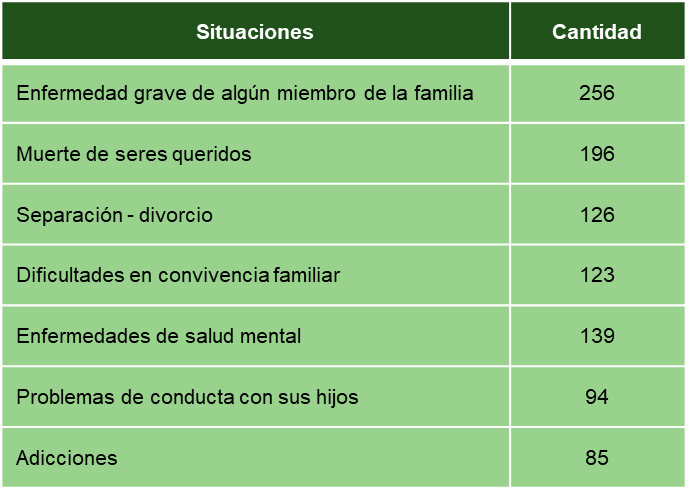 Situaciones Cantidad
Enfermedad grave de algún miembro de la familia 256
Muerte de seres queridos 196
Separación - divorcio 126
Dificultades en convivencia familiar 123
Enfermedades de salud mental 139
Problemas de conducta con sus hijos 94
Adicciones 85